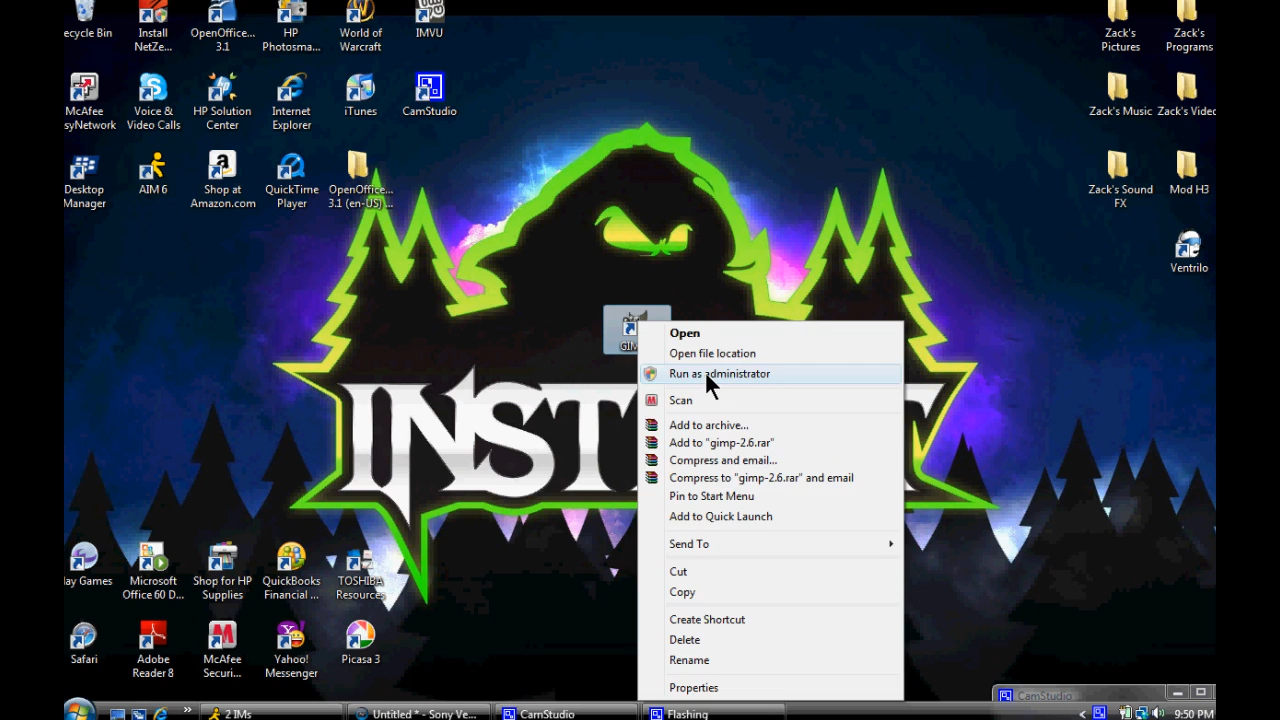 ecycle Bin
Install
NetZe...
OpenOffice...
3.1
HP
Photosma...
World of
Warcraft
IMVU
Zack's
Pictures
Zack's
Programs
McAfee
syNetwork
Voice &
Video Calls
HP Solution
Center
Internet
Explorer
iTunes
CamStudio
Zack's Music
Zack's Video
Desktop
Manager
AIM 6
Shop at
Amazon.com
QuickTime
Player
OpenOffice...
3.1 (en-US) ...
Zack's Sound
FX
Mod H3
Ventrilo
GIM
INST
Open
Open file location
Run as administrator
Scan
Add to archive...
Add to "gimp-2.6.rar"
Compress and email...
Compress to "gimp-2.6.rar" and email
Pin to Start Menu
Add to Quick Launch
Send To
Cut
Copy
Create Shortcut
Delete
Rename
Properties
lay Games
Microsoft
Office 60 D...
Shop for HP
Supplies
QuickBooks
Financial ...
TOSHIBA
Resources
Safari
Adobe
Reader 8
McAfee
Securi...
Yahoo!
Messenger
Picasa 3
CamStudio
2 IMs
Untitled * - Sony Ve...
CamStudio
Flashing
9:50 PM